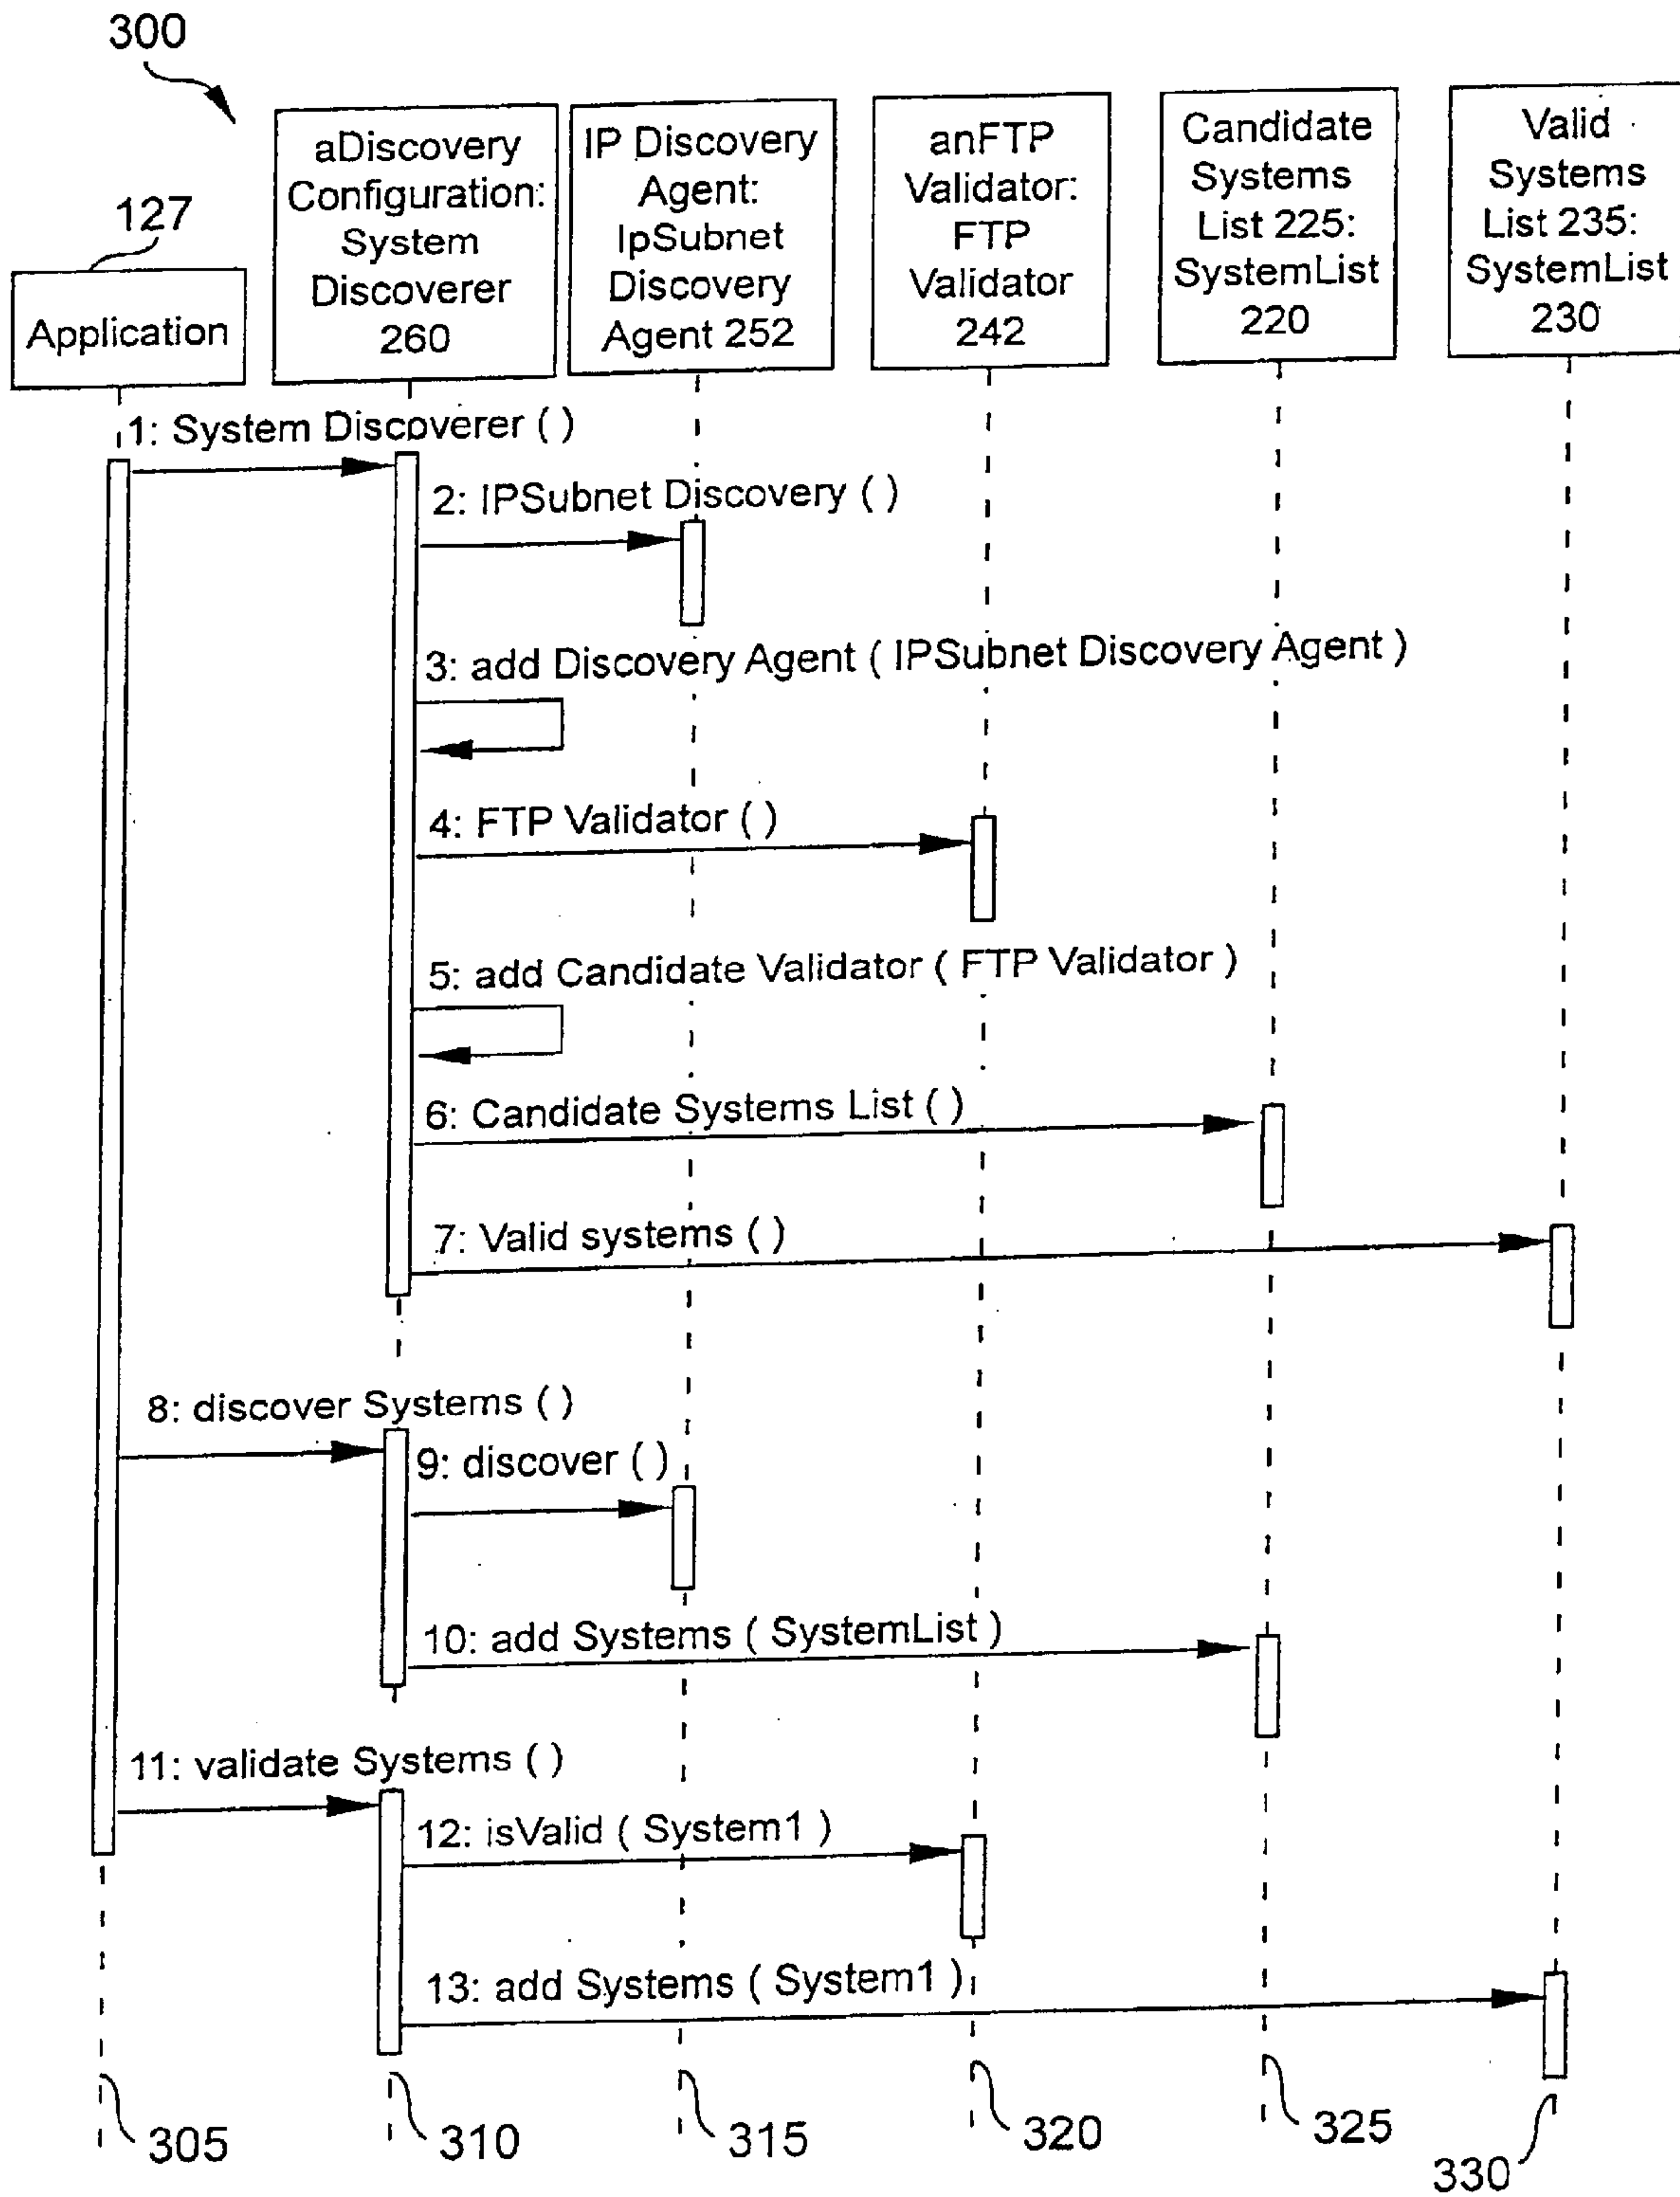 300
127
Application
aDiscovery
Configuration:
System
Discoverer
260
IP Discovery
Agent:
IpSubnet
Discovery
Agent 252
anFTP
Validator:
FTP
Validator
242
Candidate
Systems
List 225:
SystemList
220
Valid
Systems
List 235:
SystemList
230
1: System Discoverer ( )
2: IPSubnet Discovery ( )
3: add Discovery Agent ( IPSubnet Discovery Agent )
4: FTP Validator ( )
5: add Candidate Validator ( FTP Validator )
6: Candidate Systems List ( )
7: Valid systems ( )
8: discover Systems ( )
9: discover ( )
10: add Systems ( SystemList )
11: validate Systems ( )
12: isValid ( System1 )
13: add Systems ( System1 )
305
310
315
320
325
330